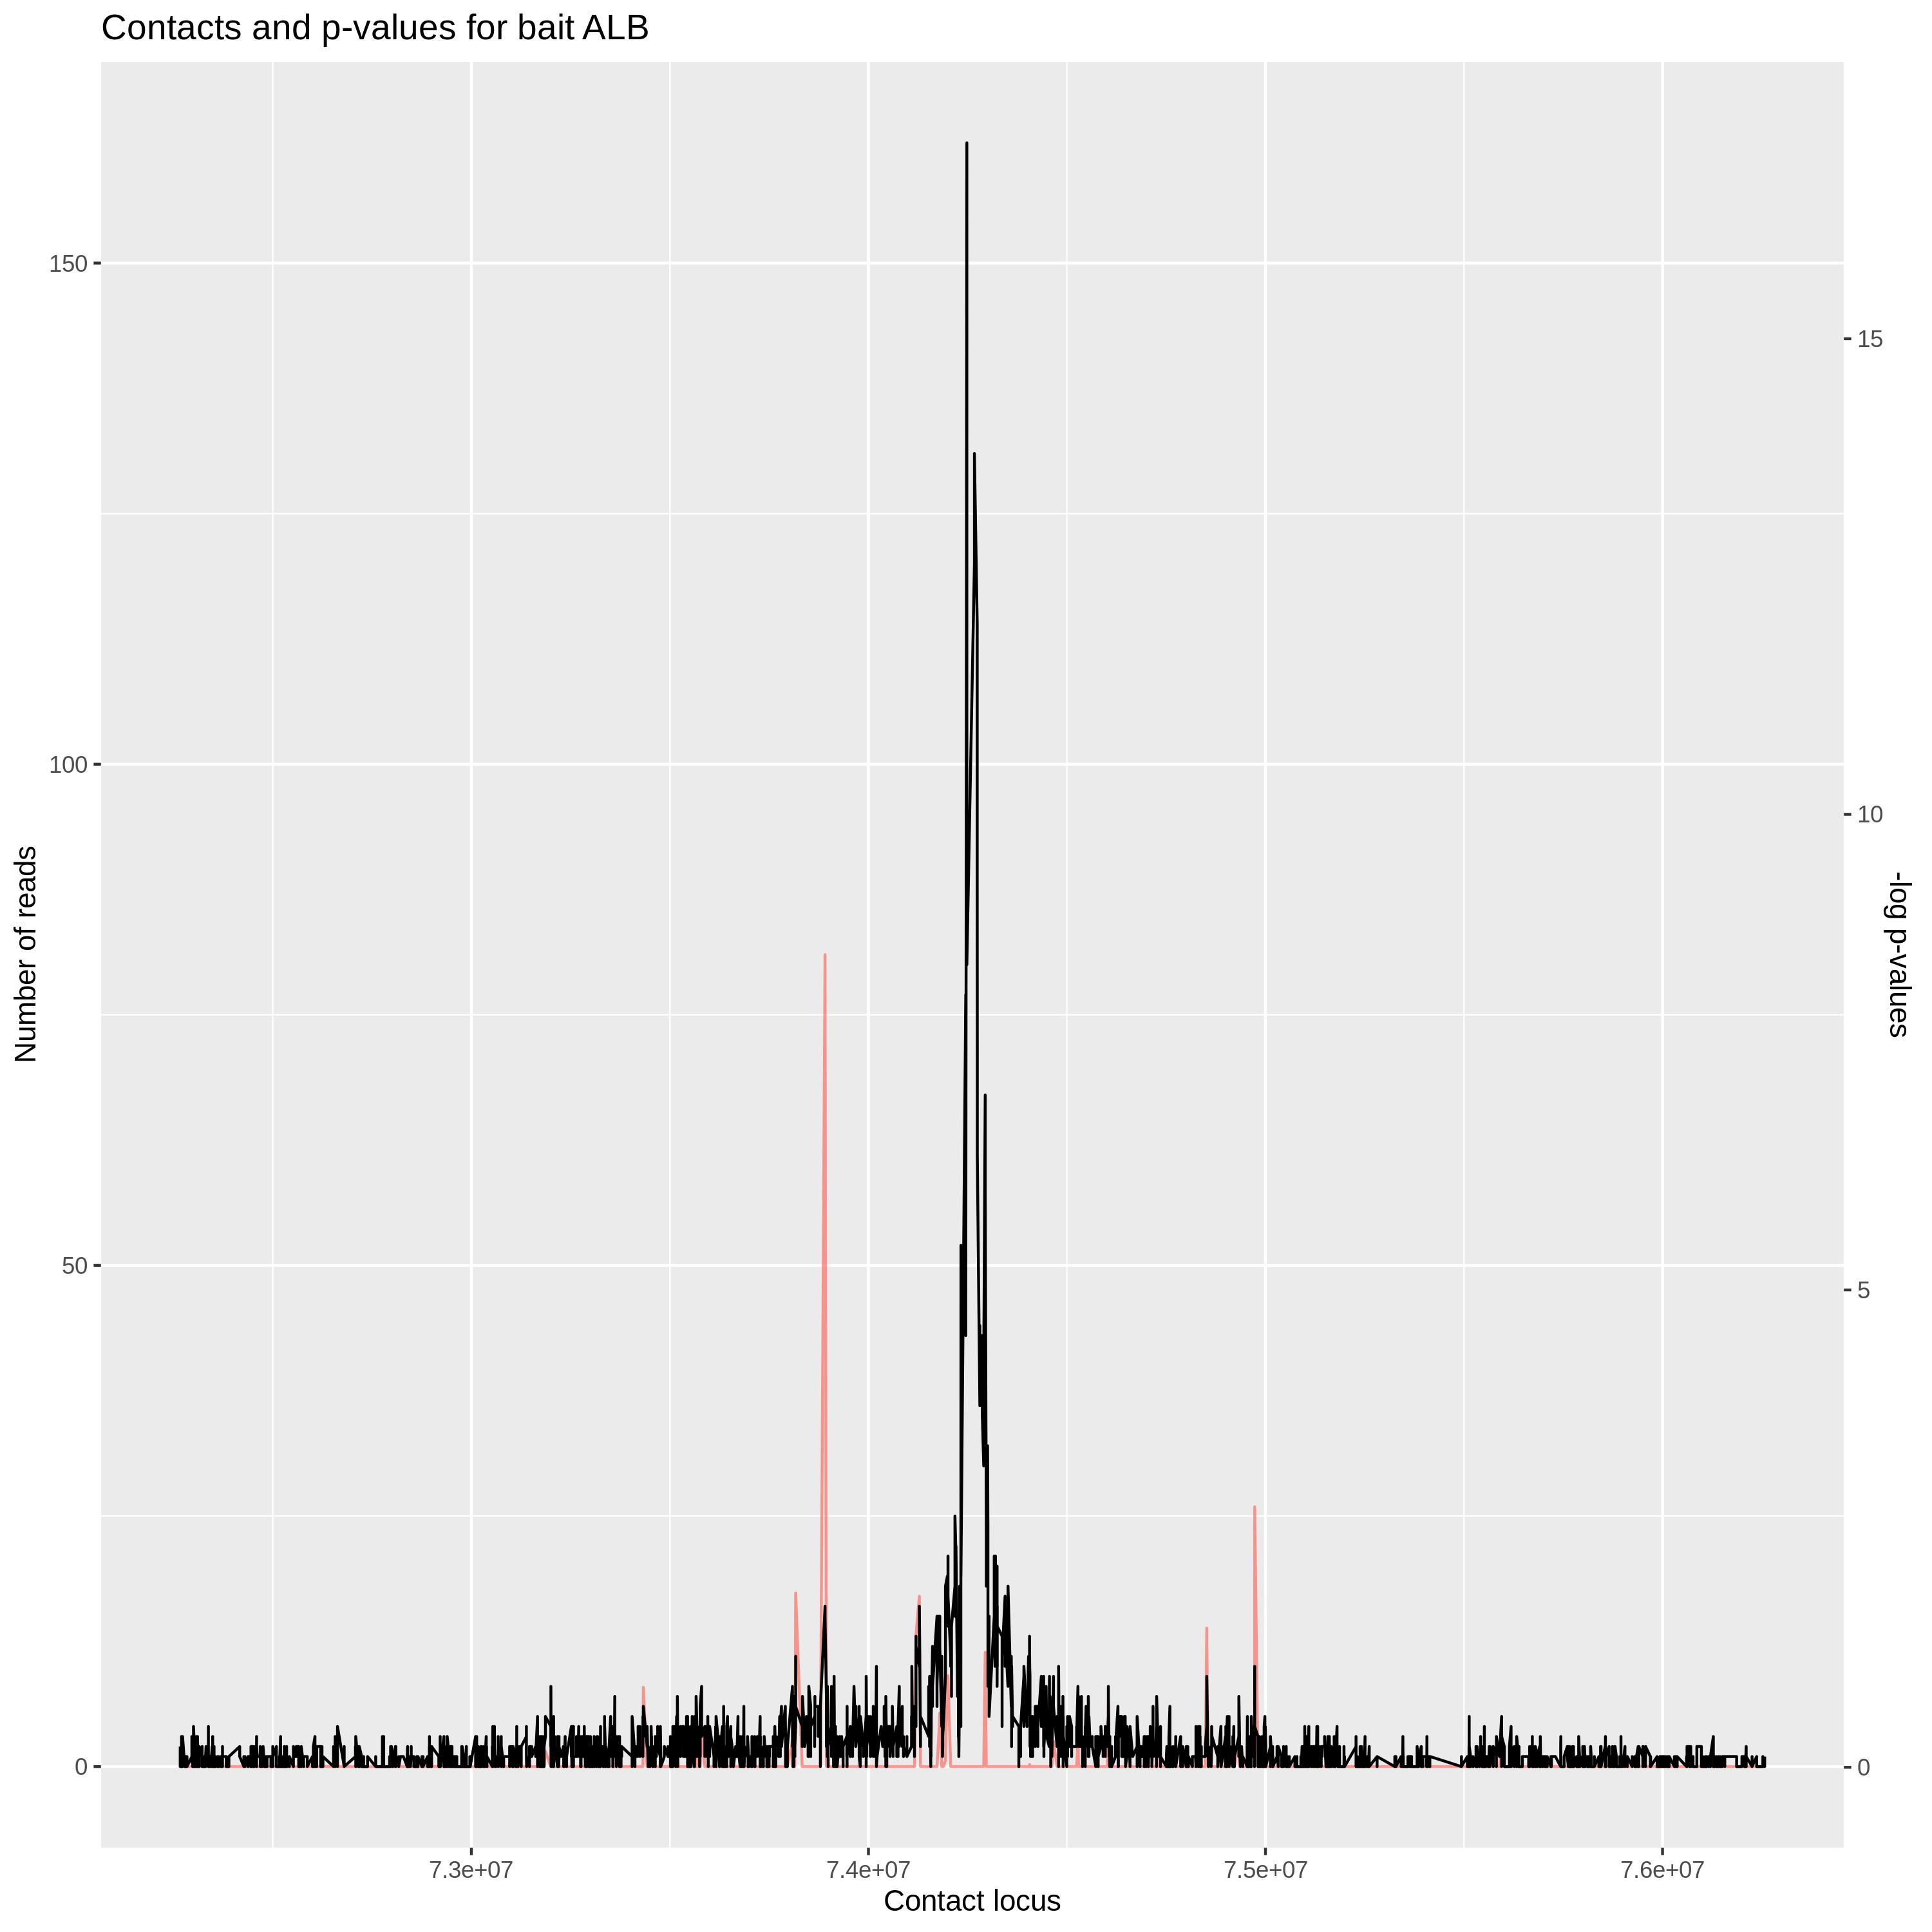 Contacts and p-values for bait ALB
150
100
50
0
Number of reads
15
10
5
0
-log p-values
7.3e+07
7.4e+07
7.5e+07
7.6e+07
Contact locus